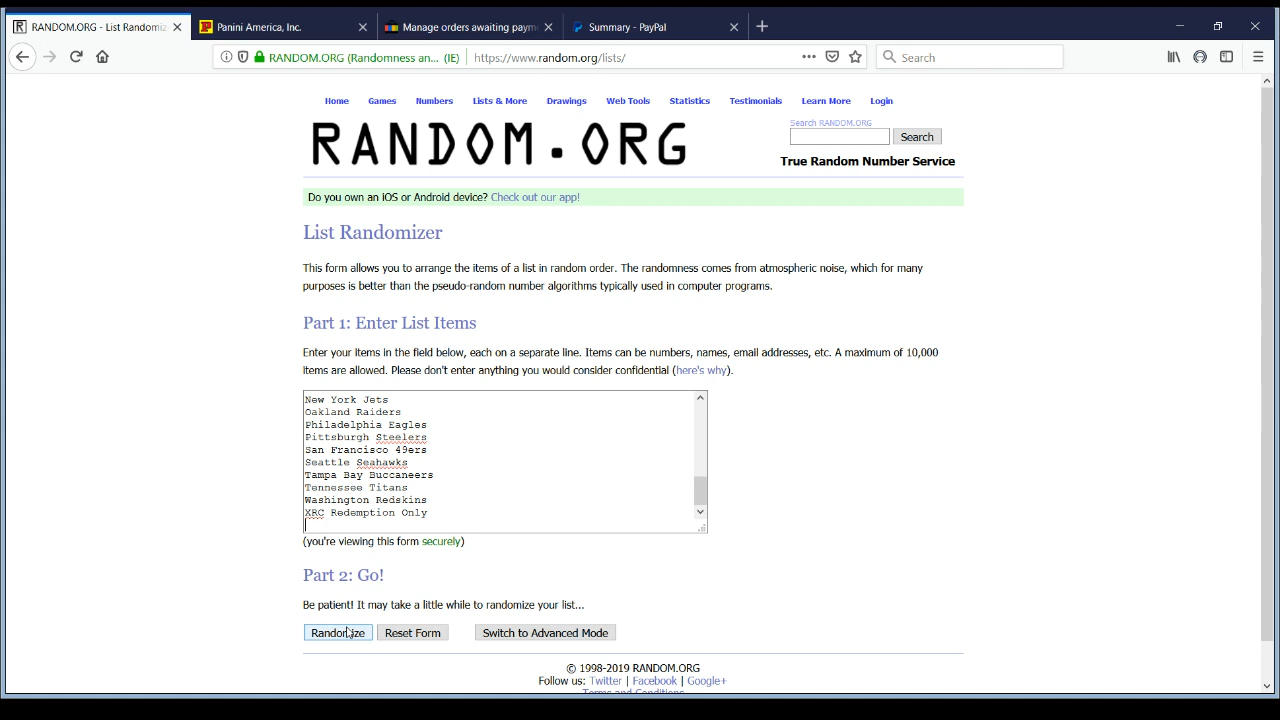 RANDOM.ORG - List Randomiz
Panini America, Inc.
Manage orders awaiting paym
Summary - PayPal
RANDOM.ORG (Randomness an... (IE)
https://www.random.org/lists/
Search
Home Games Numbers Lists & More Drawings Web Tools Statistics Testimonials Learn More Login
RANDOM.ORG
Search RANDOM.ORG
Search
True Random Number Service
Do you own an iOS or Android device? Check out our app!
List Randomizer
This form allows you to arrange the items of a list in random order. The randomness comes from atmospheric noise, which for many
purposes is better than the pseudo-random number algorithms typically used in computer programs.
Part 1: Enter List Items
Enter your items in the field below, each on a separate line. Items can be numbers, names, email addresses, etc. A maximum of 10,000
items are allowed. Please don't enter anything you would consider confidential (here's why).
New York Jets
Oakland Raiders
Philadelphia Eagles
Pittsburgh Steelers
San Francisco 49ers
Seattle Seahawks
Tampa Bay Buccaneers
Tennessee Titans
Washington Redskins
XRC Redemption Only
(you're viewing this form securely)
Part 2: Go!
Be patient! It may take a little while to randomize your list...
Randomize Reset Form Switch to Advanced Mode
© 1998-2019 RANDOM.ORG
Follow us: Twitter | Facebook | Google+
Terms and Conditions